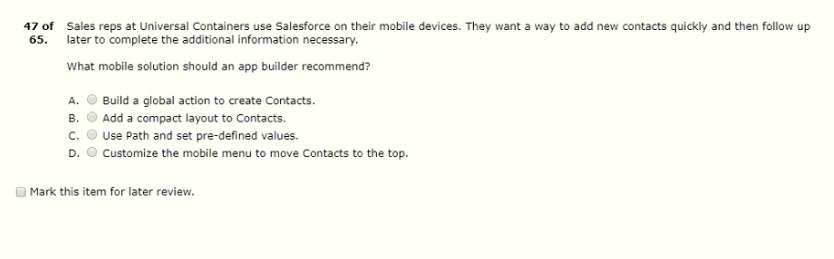 47 of Sales reps at Universal Containers use Salesforce on their mobile devices. They want a way to add new contacts quickly and then follow up
65. later to complete the additional information necessary.
What mobile solution should an app builder recommend?
A. Build a global action to create Contacts.
B. Add a compact layout to Contacts.
C. Use Path and set pre-defined values.
D. Customize the mobile menu to move Contacts to the top.
Mark this item for later review.